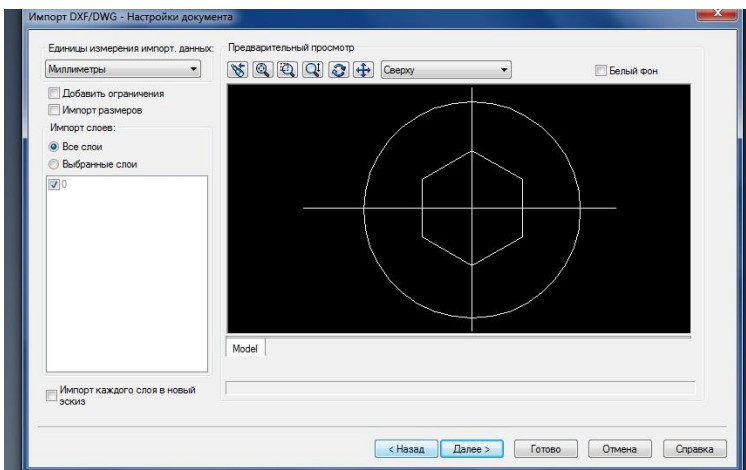 Импорт DXF/DWG - Настройки документа
Единицы измерения импорт. данных:
Миллиметры
Добавить ограничения
Импорт размеров
Импорт слоев:
Все слои
Выбранные слои
0
Импорт каждого слоя в новый
эскиз
Предварительный просмотр
Сверху
Белый фон
Model
< Назад
Далее >
Готово
Отмена
Справка